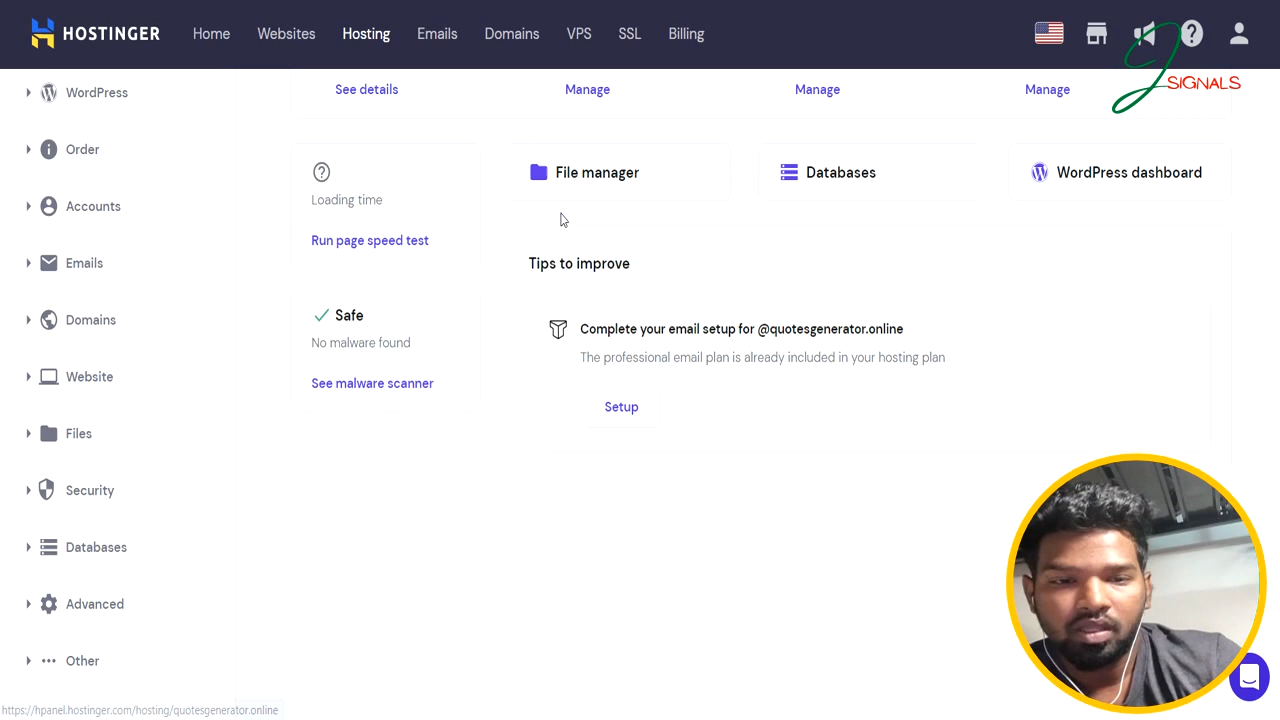 HOSTINGER Home Websites Hosting Emails Domains VPS SSL Billing
SIGNALS
See details Manage Manage Manage
WordPress
Order
Accounts
Emails
Domains
Website
Files
Security
Databases
Advanced
Other
Loading time
Run page speed test
Safe
No malware found
See malware scanner
File manager Databases WordPress dashboard
Tips to improve
Complete your email setup for @quotesgenerator.online
The professional email plan is already included in your hosting plan
Setup
https://hpanel.hostinger.com/hosting/quotesgenerator.online